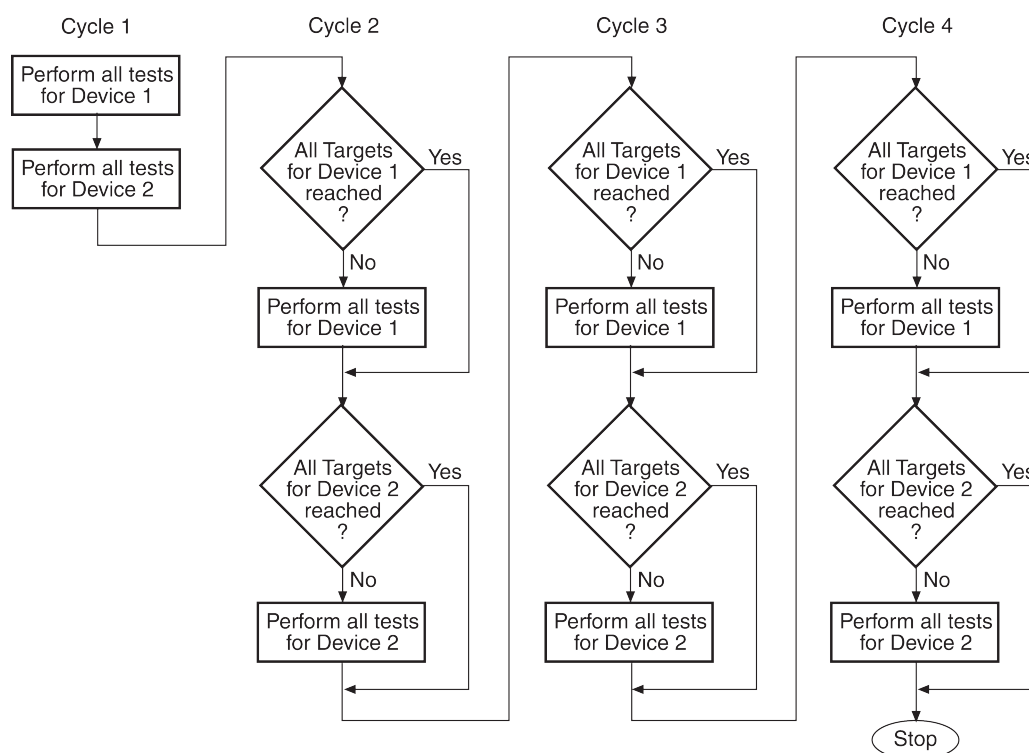 Cycle 1
Perform all tests
for Device 1
Perform all tests
for Device 2
Cycle 2
All Targets
for Device 1
reached
?
Yes
No
Perform all tests
for Device 1
All Targets
for Device 2
reached
?
Yes
No
Perform all tests
for Device 2
Cycle 3
All Targets
for Device 1
reached
?
Yes
No
Perform all tests
for Device 1
All Targets
for Device 2
reached
?
Yes
No
Perform all tests
for Device 2
Cycle 4
All Targets
for Device 1
reached
?
Yes
No
Perform all tests
for Device 1
All Targets
for Device 2
reached
?
Yes
No
Perform all tests
for Device 2
Stop